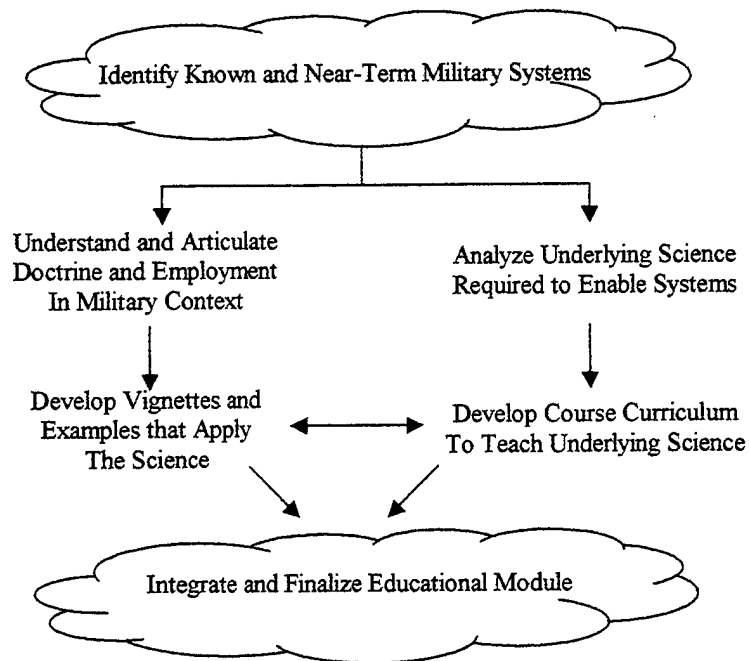 Identify Known and Near-Term Military Systems
Understand and Articulate
Doctrine and Employment
In Military Context
Analyze Underlying Science
Required to Enable Systems
Develop Vignettes and
Examples that Apply
The Science
Develop Course Curriculum
To Teach Underlying Science
Integrate and Finalize Educational Module